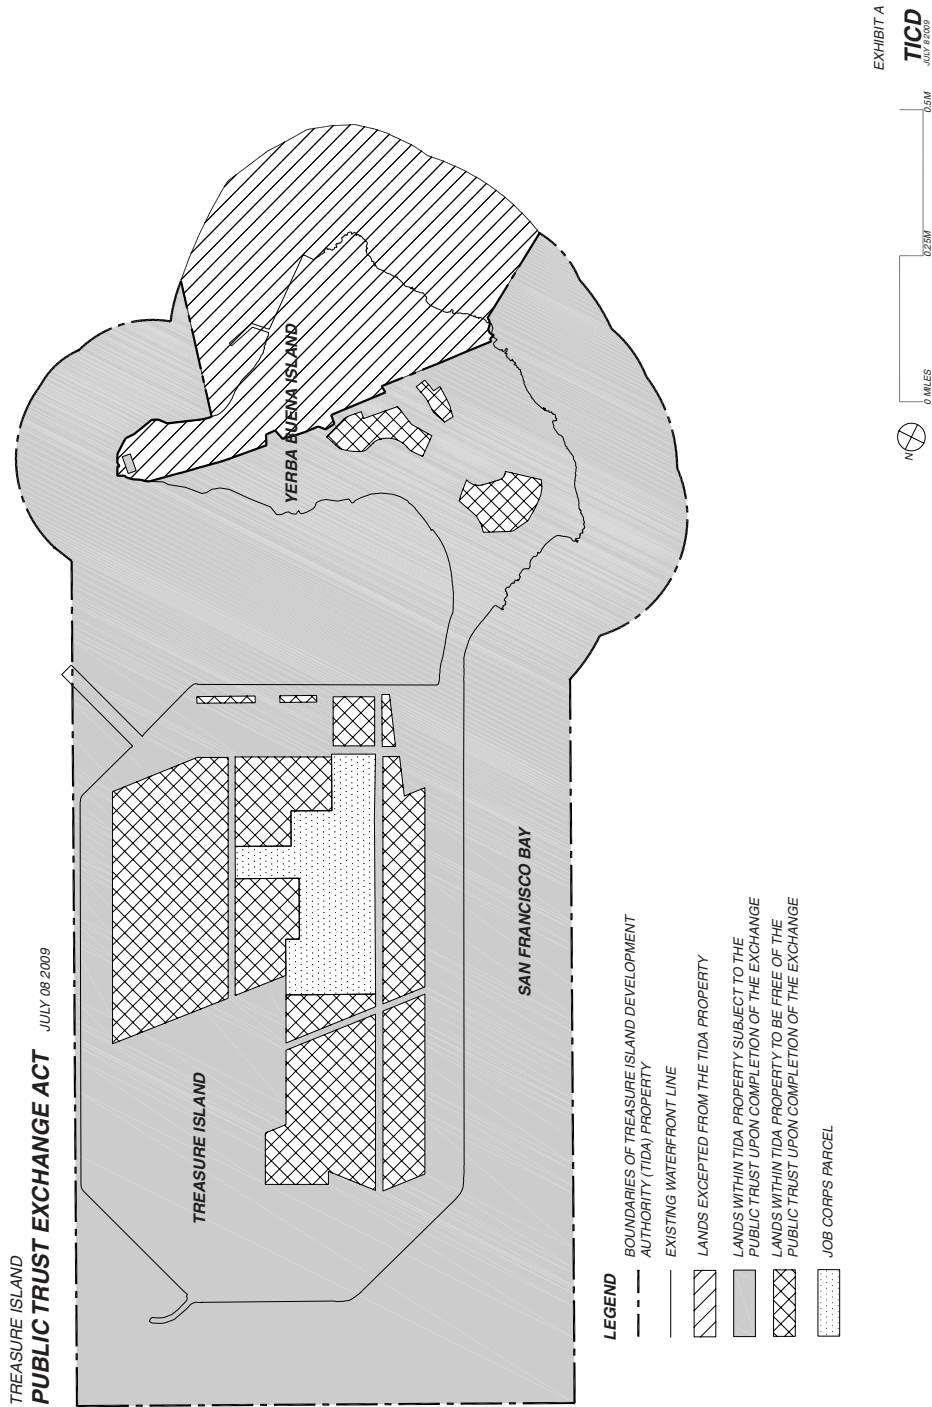 TREASURE ISLAND
PUBLIC TRUST EXCHANGE ACT JULY 08 2009
TREASURE ISLAND
YERBA BUENA ISLAND
SAN FRANCISCO BAY
LEGEND
BOUNDARIES OF TREASURE ISLAND DEVELOPMENT
AUTHORITY (TIDA) PROPERTY
EXISTING WATERFRONT LINE
LANDS EXCEPTED FROM THE TIDA PROPERTY
LANDS WITHIN TIDA PROPERTY SUBJECT TO THE
PUBLIC TRUST UPON COMPLETION OF THE EXCHANGE
LANDS WITHIN TIDA PROPERTY TO BE FREE OF THE
PUBLIC TRUST UPON COMPLETION OF THE EXCHANGE
JOB CORPS PARCEL
N
0 MILES 0.25M 0.5M
EXHIBIT A
TICD
JULY 8 2009